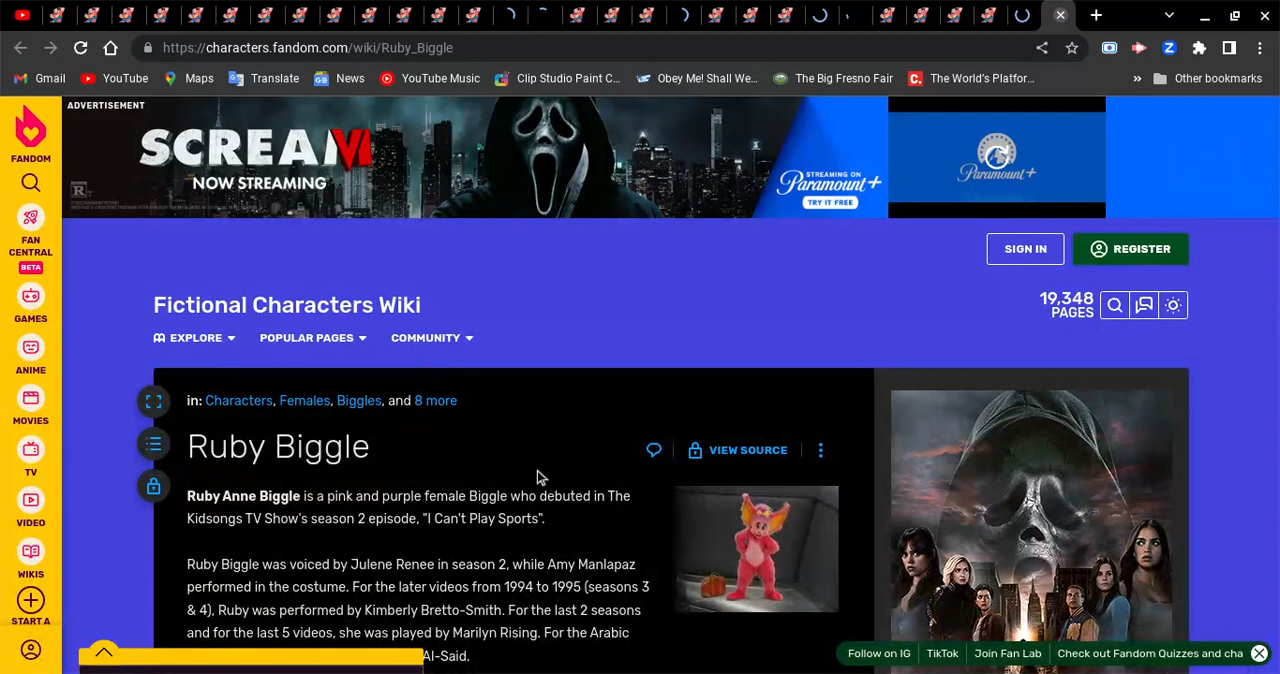 https://characters.fandom.com/wiki/Ruby_Biggle
Gmail
YouTube
Maps
Translate
News
YouTube Music
Clip Studio Paint C...
Obey Me! Shall We...
The Big Fresno Fair
The World's Platfor...
»
Other bookmarks
ADVERTISEMENT
SCREAM VI
NOW STREAMING
R
STREAMING ON
Paramount+
TRY IT FREE
Paramount+
FANDOM
FAN
CENTRAL
BETA
GAMES
ANIME
MOVIES
TV
VIDEO
WIKIS
START A
SIGN IN
REGISTER
Fictional Characters Wiki
19,348
PAGES
EXPLORE
POPULAR PAGES
COMMUNITY
in: Characters, Females, Biggles, and 8 more
Ruby Biggle
VIEW SOURCE
Ruby Anne Biggle is a pink and purple female Biggle who debuted in The
Kidsongs TV Show's season 2 episode, "I Can't Play Sports".
Ruby Biggle was voiced by Julene Renee in season 2, while Amy Manlapaz
performed in the costume. For the later videos from 1994 to 1995 (seasons 3
& 4), Ruby was performed by Kimberly Bretto-Smith. For the last 2 seasons
and for the last 5 videos, she was played by Marilyn Rising. For the Arabic
Al-Said.
Follow on IG
TikTok
Join Fan Lab
Check out Fandom Quizzes and cha